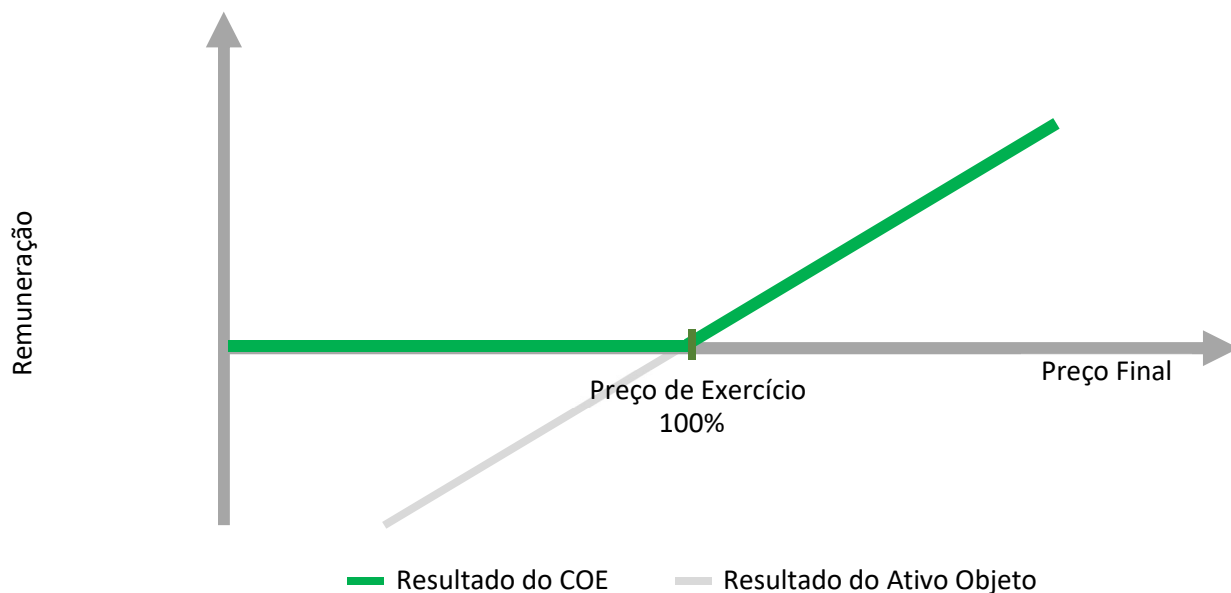 Remuneração
Preço Final
Preço de Exercício
100%
Resultado do COE
Resultado do Ativo Objeto